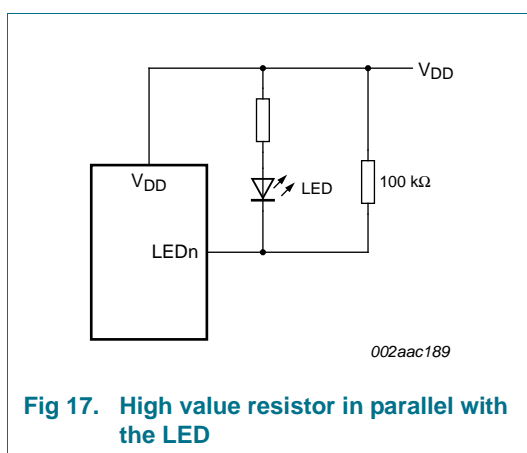 VDD
VDD
LED
100 kΩ
LEDn
002aac189
Fig 17. High value resistor in parallel with
the LED